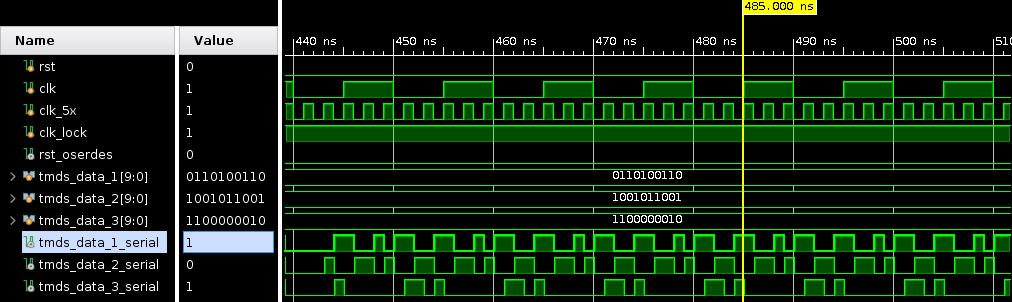 485.000 ns
Name Value
440 ns 450 ns 460 ns 470 ns 480 ns 490 ns 500 ns 510
rst 0
clk 1
clk_5x 1
clk_lock 1
rst_oserdes 0
tmds_data_1[9:0] 0110100110 0110100110
tmds_data_2[9:0] 1001011001 1001011001
tmds_data_3[9:0] 1100000010 1100000010
tmds_data_1_serial 1
tmds_data_2_serial 0
tmds_data_3_serial 1